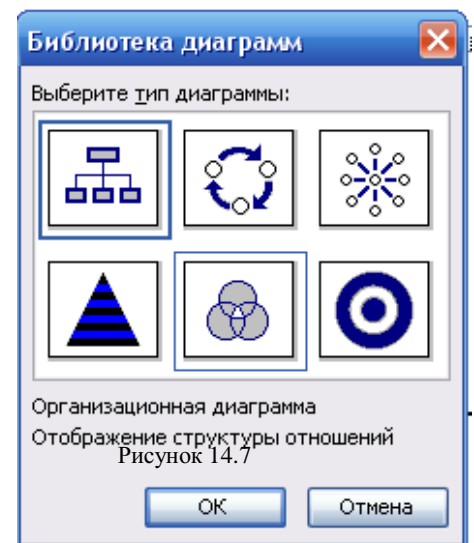 Библиотека диаграмм
Выберите тип диаграммы:
Организационная диаграмма
Отображение структуры отношений
Рисунок 14.7
ОК Отмена